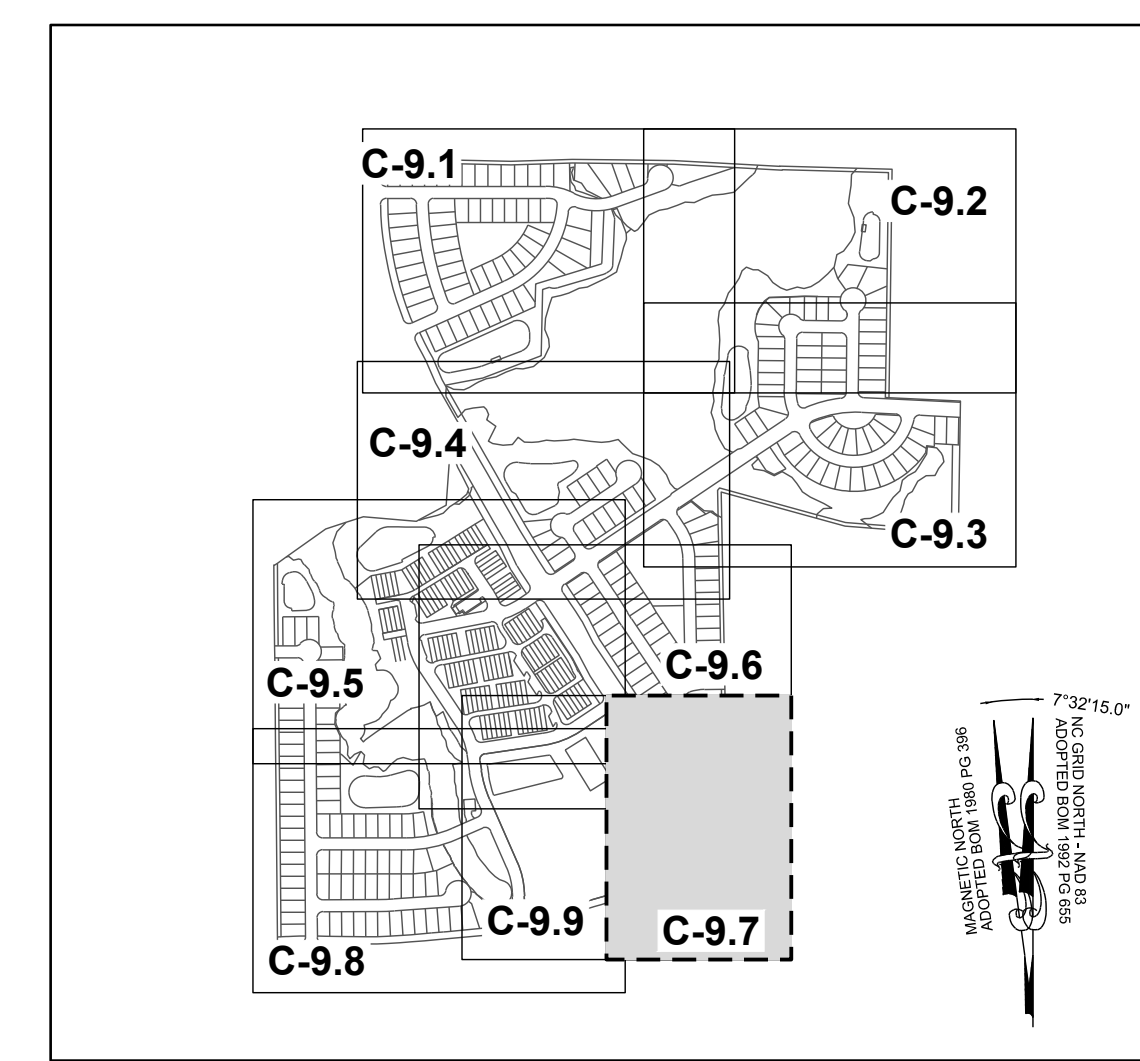 C-9.1
C-9.2
C-9.4
C-9.3
C-9.6
C-9.5
7°32'15.0"
MAGNETIC NORTH
ADOPTED BOM 1980 PG 396
NC GRID NORTH - NAD 83
ADOPTED BOM 1992 PG 655
C-9.9
C-9.7
C-9.8